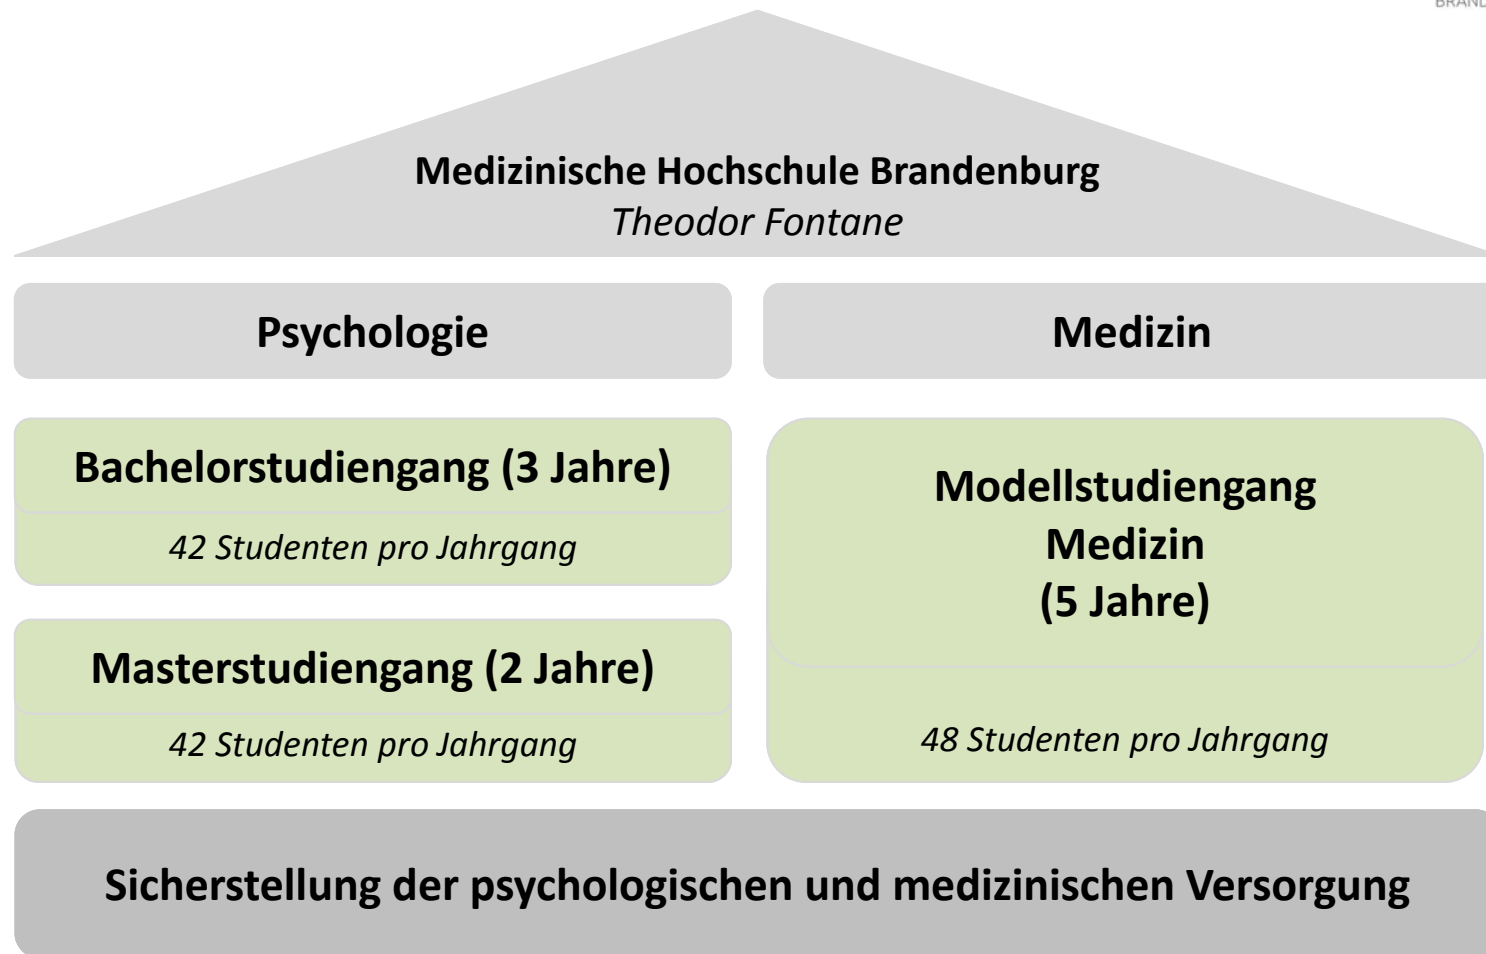 Medizinische Hochschule Brandenburg
Theodor Fontane
Psychologie
Medizin
Bachelorstudiengang (3 Jahre)
42 Studenten pro Jahrgang
Masterstudiengang (2 Jahre)
42 Studenten pro Jahrgang
Modellstudiengang
Medizin
(5 Jahre)
48 Studenten pro Jahrgang
Sicherstellung der psychologischen und medizinischen Versorgung